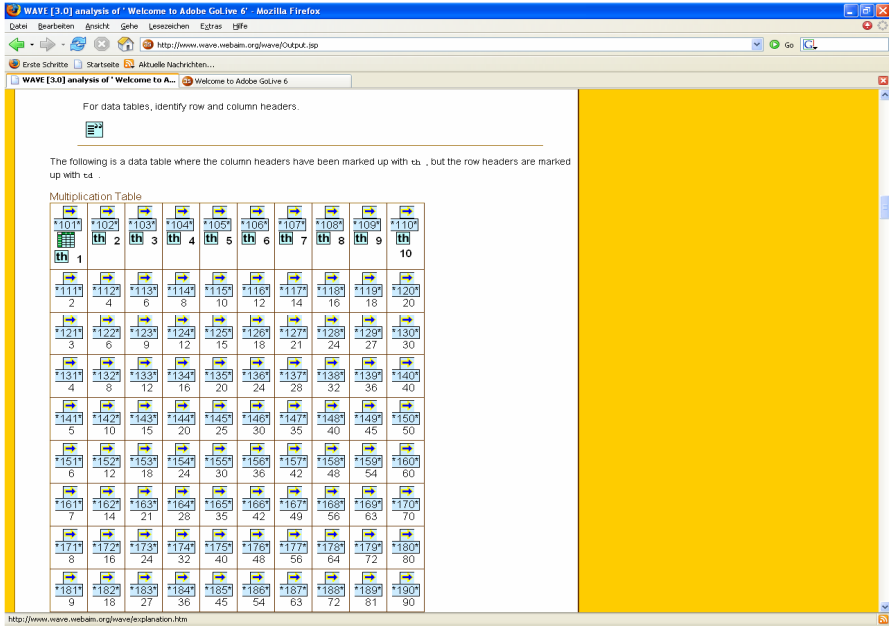 WAVE [3.0] analysis of ' Welcome to Adobe GoLive 6' - Mozilla Firefox
Datei Bearbeiten Ansicht Gehe Lesezeichen Extras Hilfe
http://www.wave.webaim.org/wave/Output.jsp Go G
Erste Schritte Startseite Aktuelle Nachrichten...
WAVE [3.0] analysis of ' Welcome to A... Welcome to Adobe GoLive 6
For data tables, identify row and column headers.
The following is a data table where the column headers have been marked up with th , but the row headers are marked
up with td .
Multiplication Table
*101* *102* *103* *104* *105* *106* *107* *108* *109* *110*
th 2 th 3 th 4 th 5 th 6 th 7 th 8 th 9 th
th 1 10
*111* *112* *113* *114* *115* *116* *117* *118* *119* *120*
2 4 6 8 10 12 14 16 18 20
*121* *122* *123* *124* *125* *126* *127* *128* *129* *130*
3 6 9 12 15 18 21 24 27 30
*131* *132* *133* *134* *135* *136* *137* *138* *139* *140*
4 8 12 16 20 24 28 32 36 40
*141* *142* *143* *144* *145* *146* *147* *148* *149* *150*
5 10 15 20 25 30 35 40 45 50
*151* *152* *153* *154* *155* *156* *157* *158* *159* *160*
6 12 18 24 30 36 42 48 54 60
*161* *162* *163* *164* *165* *166* *167* *168* *169* *170*
7 14 21 28 35 42 49 56 63 70
*171* *172* *173* *174* *175* *176* *177* *178* *179* *180*
8 16 24 32 40 48 56 64 72 80
*181* *182* *183* *184* *185* *186* *187* *188* *189* *190*
9 18 27 36 45 54 63 72 81 90
http://www.wave.webaim.org/wave/explanation.htm